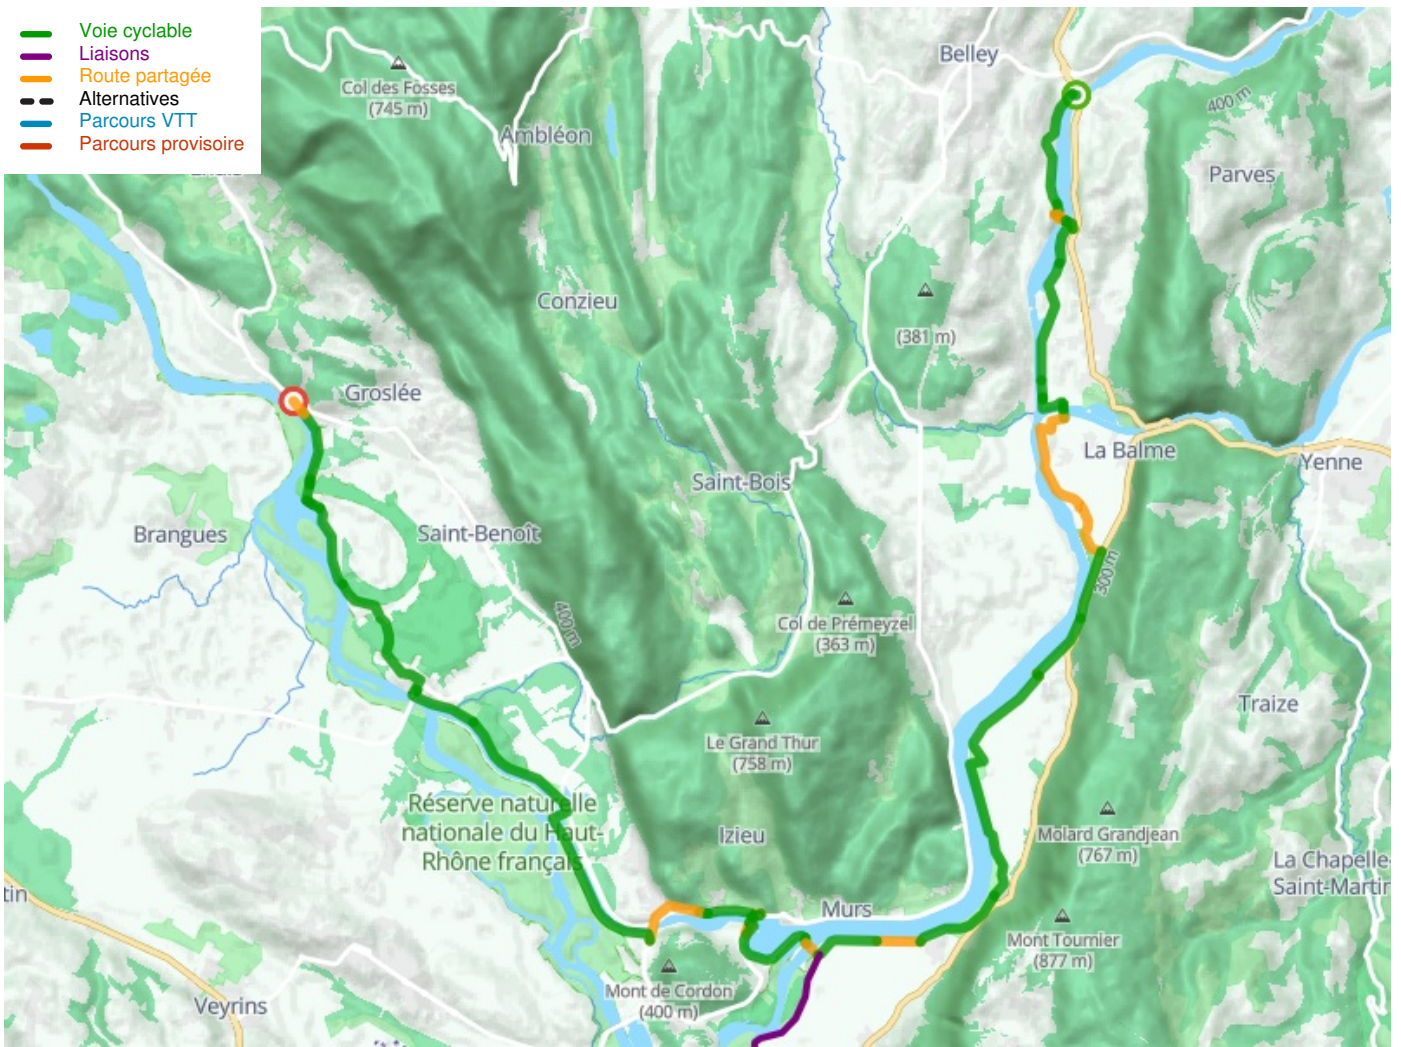 Voie cyclable
Liaisons
Route partagée
Alternatives
Parcours VTT
Parcours provisoire
Belley
Col des Fosses
(745 m)
400 m
Ambléon
Parves
Conzieu
(381 m)
Groslée
La Balme
Yenne
Saint-Bois
Brangues
Saint-Benoît
300 m
400 m
Col de Prémeyzel
(363 m)
Traize
Le Grand Thur
(758 m)
Réserve naturelle
nationale du Haut-
Rhône français
Izieu
Molard Grandjean
(767 m)
La Chapelle-
Saint-Martin
tin
Murs
Mont Tournier
(877 m)
Mont de Cordon
(400 m)
Veyrins